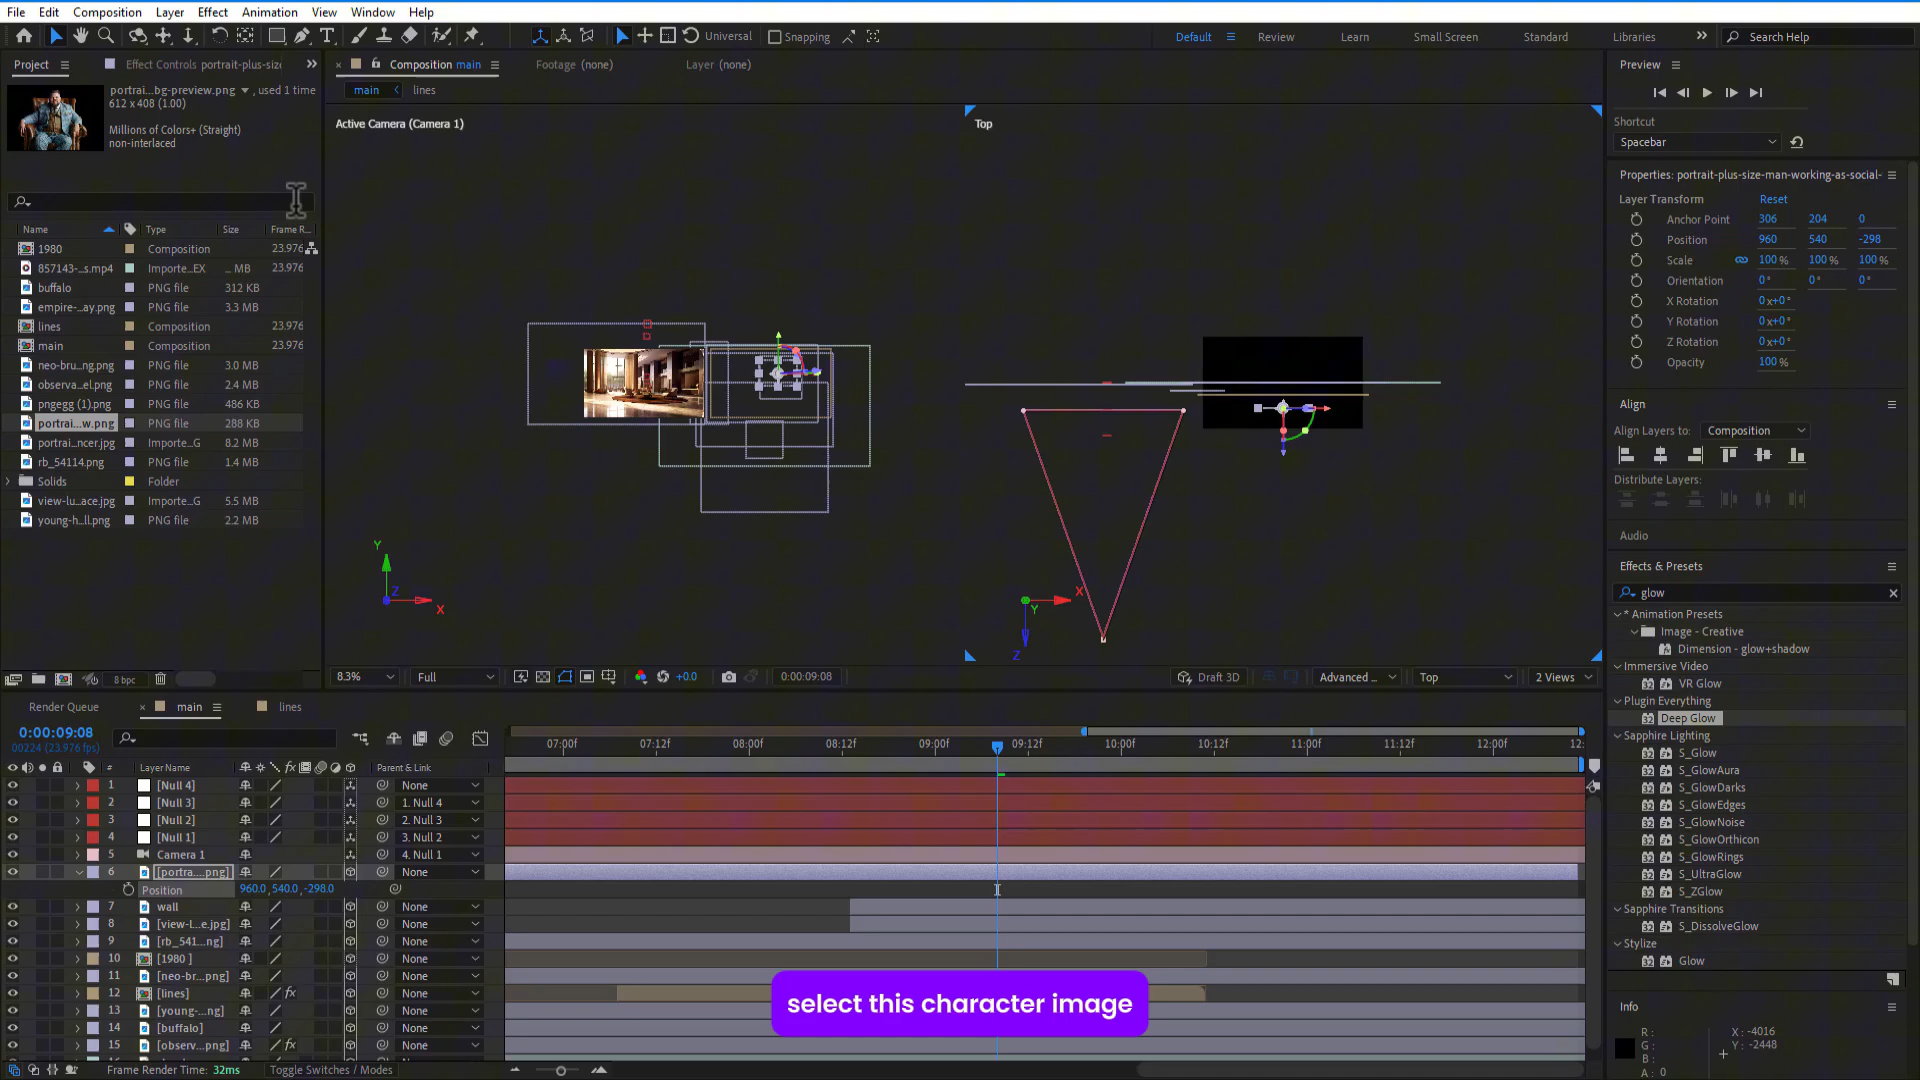 File Edit Composition Layer Effect Animation View Window Help
Universal Snapping Default Review Learn Small Screen Standard Libraries Search Help
Project Effect Controls portrait-plus-size
portrai...bg-preview.png , used 1 time
612 x 408 (1.00)
Millions of Colors+ (Straight)
non-interlaced
Name Type Size Frame R...
1980 Composition 23.976
857143-...s.mp4 Importe...EX ... MB 23.976
buffalo PNG file 312 KB
empire-...ay.png PNG file 3.3 MB
lines Composition 23.976
main Composition 23.976
neo-bru...ng.png PNG file 3.0 MB
observa...el.png PNG file 2.4 MB
pngegg (1).png PNG file 486 KB
portrai...w.png PNG file 288 KB
portrai...ncer.jpg Importe...G 8.2 MB
rb_54114.png PNG file 1.4 MB
Solids Folder
view-lu...ace.jpg Importe...G 5.5 MB
young-h...ll.png PNG file 2.2 MB
8 bpc
Composition main Footage (none) Layer (none)
main lines
Active Camera (Camera 1) Top
Y
Z
X
X
Y
Z
8.3% Full +0.0 0:00:09:08 Draft 3D Advanced ... Top 2 Views
Preview
Shortcut
Spacebar
Properties: portrait-plus-size-man-working-as-social-
Layer Transform Reset
Anchor Point 306 204 0
Position 960 540 -298
Scale 100 % 100 % 100 %
Orientation 0° 0° 0°
X Rotation 0x+0°
Y Rotation 0x+0°
Z Rotation 0x+0°
Opacity 100 %
Align
Align Layers to: Composition
Distribute Layers:
Audio
Effects & Presets
glow
* Animation Presets
Image - Creative
Dimension - glow+shadow
Immersive Video
VR Glow
Plugin Everything
Deep Glow
Sapphire Lighting
S_Glow
S_GlowAura
S_GlowDarks
S_GlowEdges
S_GlowNoise
S_GlowOrthicon
S_GlowRings
S_UltraGlow
S_ZGlow
Sapphire Transitions
S_DissolveGlow
Stylize
Glow
Info
R :
G :
B :
A : 0
X : -4016
Y : -2448
Render Queue main lines
0:00:09:08
00224 (23.976 fps)
07:00f 07:12f 08:00f 08:12f 09:00f 09:12f 10:00f 10:12f 11:00f 11:12f 12:00f 12:
# Layer Name fx Parent & Link
1 [Null 4] None
2 [Null 3] 1. Null 4
3 [Null 2] 2. Null 3
4 [Null 1] 3. Null 2
5 Camera 1 4. Null 1
6 [portra....png] None
Position 960.0,540.0,-298.0
7 wall None
8 [view-l...e.jpg] None
9 [rb_541...ng] None
10 [1980 ] None
11 [neo-br...png] None
12 [lines] fx None
13 [young-...ng] None
14 [buffalo] None
15 [observ...png] fx None
select this character image
Frame Render Time: 32ms Toggle Switches / Modes